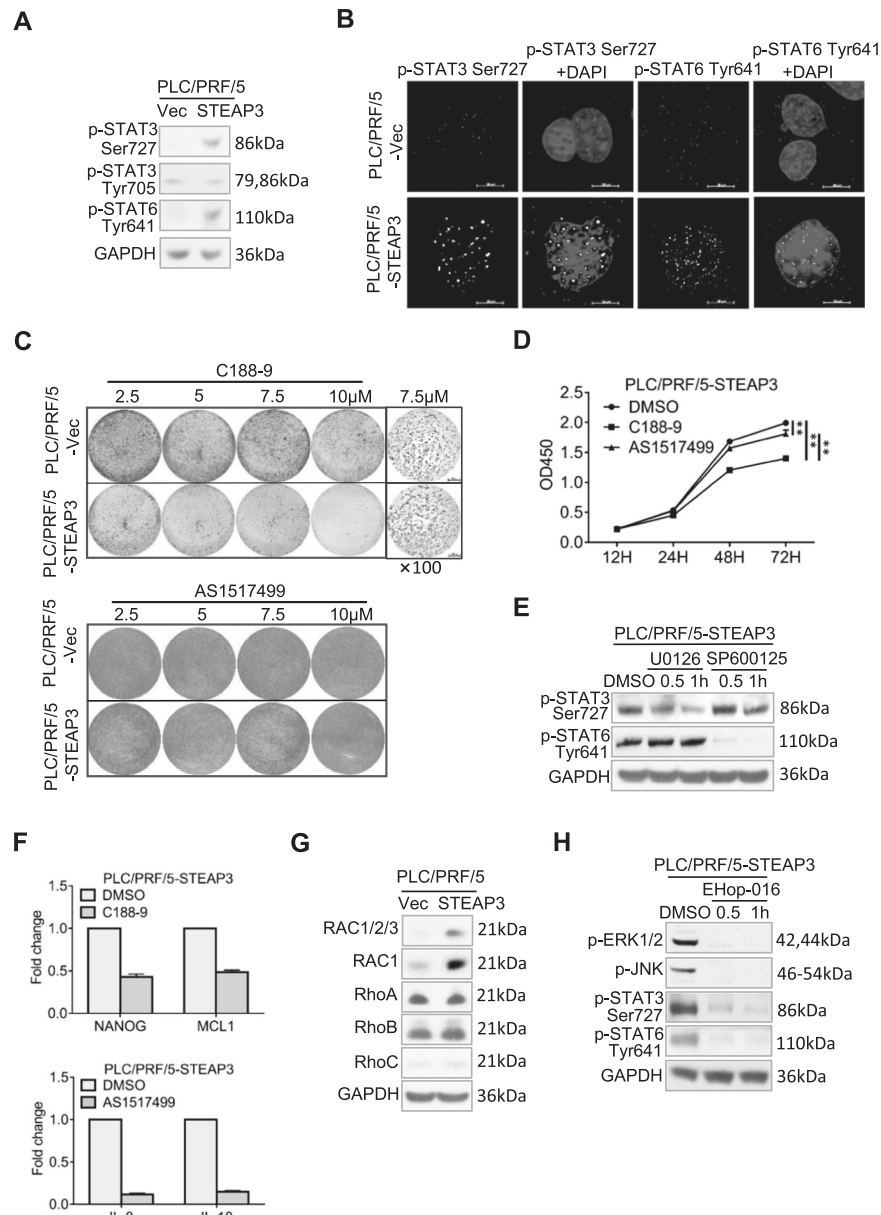 A
PLC/PRF/5
Vec STEAP3
p-STAT3
Ser727
86kDa
p-STAT3
Tyr705
79,86kDa
p-STAT6
Tyr641
110kDa
GAPDH
36kDa
B
p-STAT3 Ser727
p-STAT3 Ser727
+DAPI
p-STAT6 Tyr641
p-STAT6 Tyr641
+DAPI
PLC/PRF/5
-Vec
PLC/PRF/5
-STEAP3
C
C188-9
2.5 5 7.5 10μM 7.5μM
PLC/PRF/5
-Vec
PLC/PRF/5
-STEAP3
×100
AS1517499
2.5 5 7.5 10μM
PLC/PRF/5
-Vec
PLC/PRF/5
-STEAP3
D
PLC/PRF/5-STEAP3
DMSO
C188-9
AS1517499
OD450
2.5
2.0
1.5
1.0
0.5
0.0
12H 24H 48H 72H
**
**
**
E
PLC/PRF/5-STEAP3
U0126 SP600125
DMSO 0.5 1h 0.5 1h
p-STAT3
Ser727
86kDa
p-STAT6
Tyr641
110kDa
GAPDH
36kDa
F
PLC/PRF/5-STEAP3
DMSO
C188-9
Fold change
1.5
1.0
0.5
0.0
NANOG MCL1
PLC/PRF/5-STEAP3
DMSO
AS1517499
Fold change
1.5
1.0
0.5
0.0
G
PLC/PRF/5
Vec STEAP3
RAC1/2/3 21kDa
RAC1 21kDa
RhoA 21kDa
RhoB 21kDa
RhoC 21kDa
GAPDH 36kDa
H
PLC/PRF/5-STEAP3
EHop-016
DMSO 0.5 1h
p-ERK1/2 42,44kDa
p-JNK 46-54kDa
p-STAT3
Ser727
86kDa
p-STAT6
Tyr641
110kDa
GAPDH 36kDa